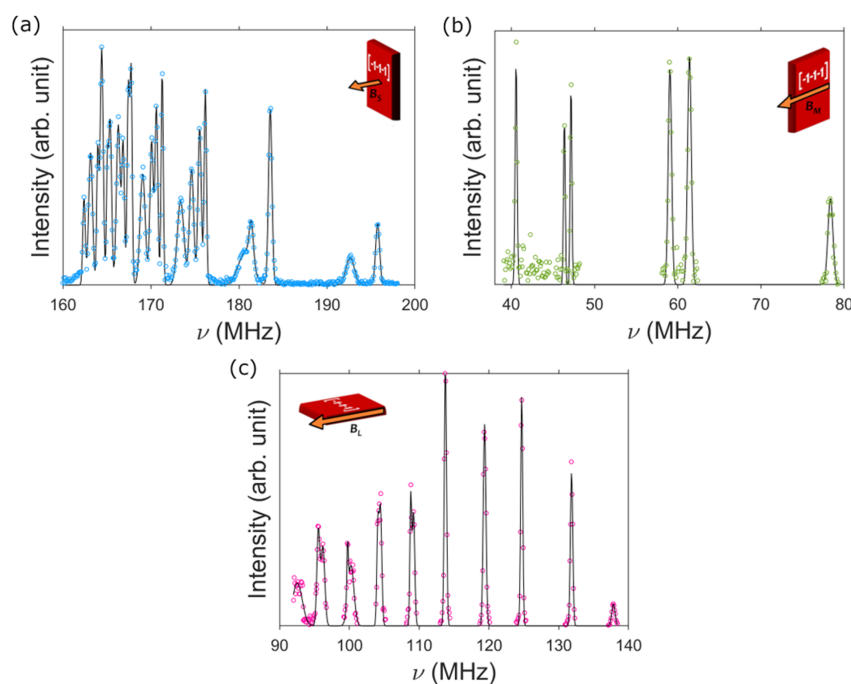 (a)
Intensity (arb. unit)
[-1-1-1]
B_S
160 170 180 190 200
ν (MHz)
(b)
Intensity (arb. unit)
[-1-1-1]
B_M
40 50 60 70 80
ν (MHz)
(c)
Intensity (arb. unit)
B_L
90 100 110 120 130 140
ν (MHz)